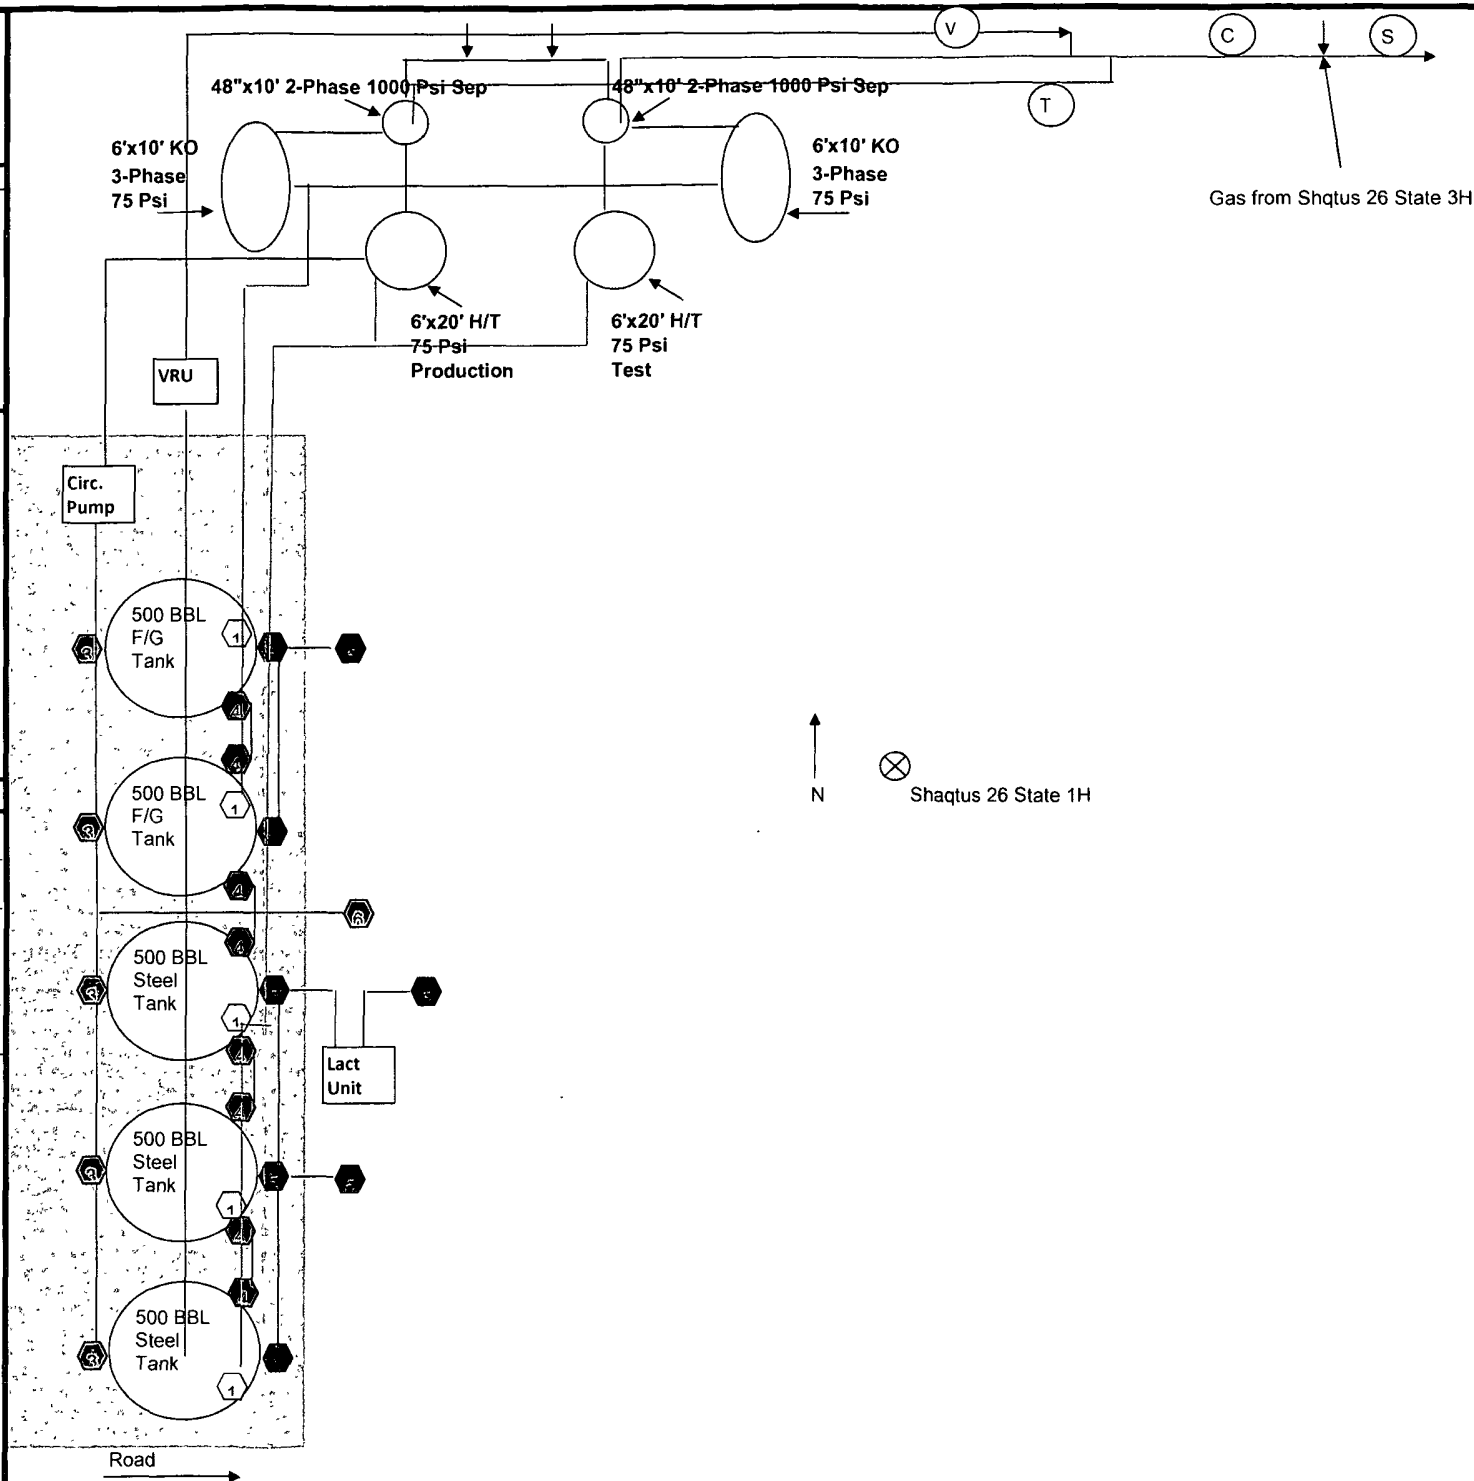 V
C
S
48"x10' 2-Phase 1000 Psi Sep
48"x10' 2-Phase 1000 Psi Sep
T
6'x10' KO
3-Phase
75 Psi
6'x10' KO
3-Phase
75 Psi
Gas from Shqtus 26 State 3H
6'x20' H/T
75 Psi
Production
6'x20' H/T
75 Psi
Test
VRU
Circ.
Pump
500 BBL
F/G
Tank
1
3
4
4
500 BBL
F/G
Tank
1
3
4
6
N
Shaqtus 26 State 1H
4
500 BBL
Steel
Tank
3
1
4
Lact
Unit
4
500 BBL
Steel
Tank
3
1
4
4
500 BBL
Steel
Tank
3
1
Road